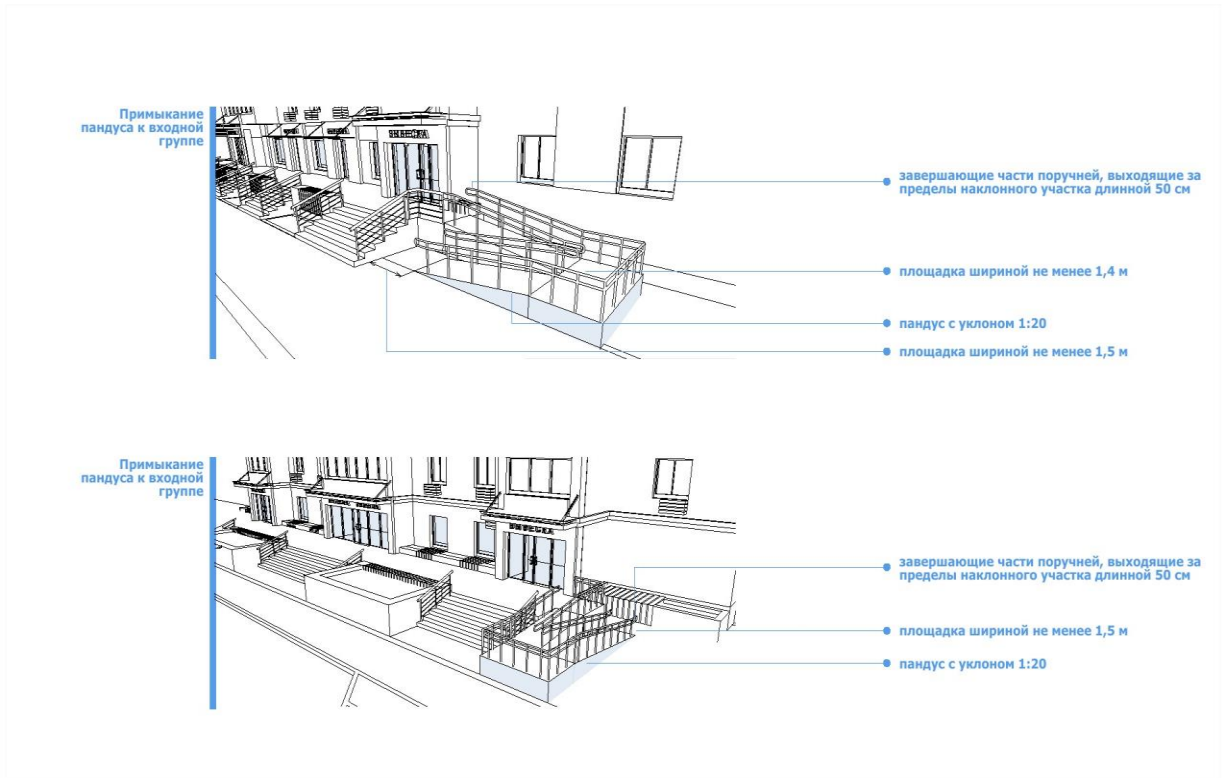 Примыкание
пандуса к входной
группе
ВЫВЕСКА
завершающие части поручней, выходящие за
пределы наклонного участка длинной 50 см
площадка шириной не менее 1,4 м
пандус с уклоном 1:20
площадка шириной не менее 1,5 м
Примыкание
пандуса к входной
группе
ВЫВЕСКА
завершающие части поручней, выходящие за
пределы наклонного участка длинной 50 см
площадка шириной не менее 1,5 м
пандус с уклоном 1:20